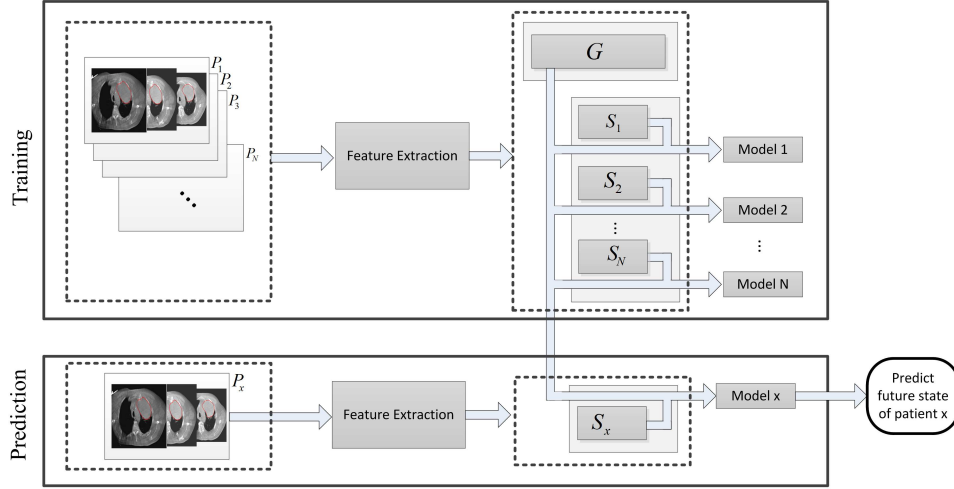 Training
P1
P2
P3
PN
Feature Extraction
G
S1
S2
SN
Model 1
Model 2
Model N
Prediction
Px
Feature Extraction
Sx
Model x
Predict
future state
of patient x